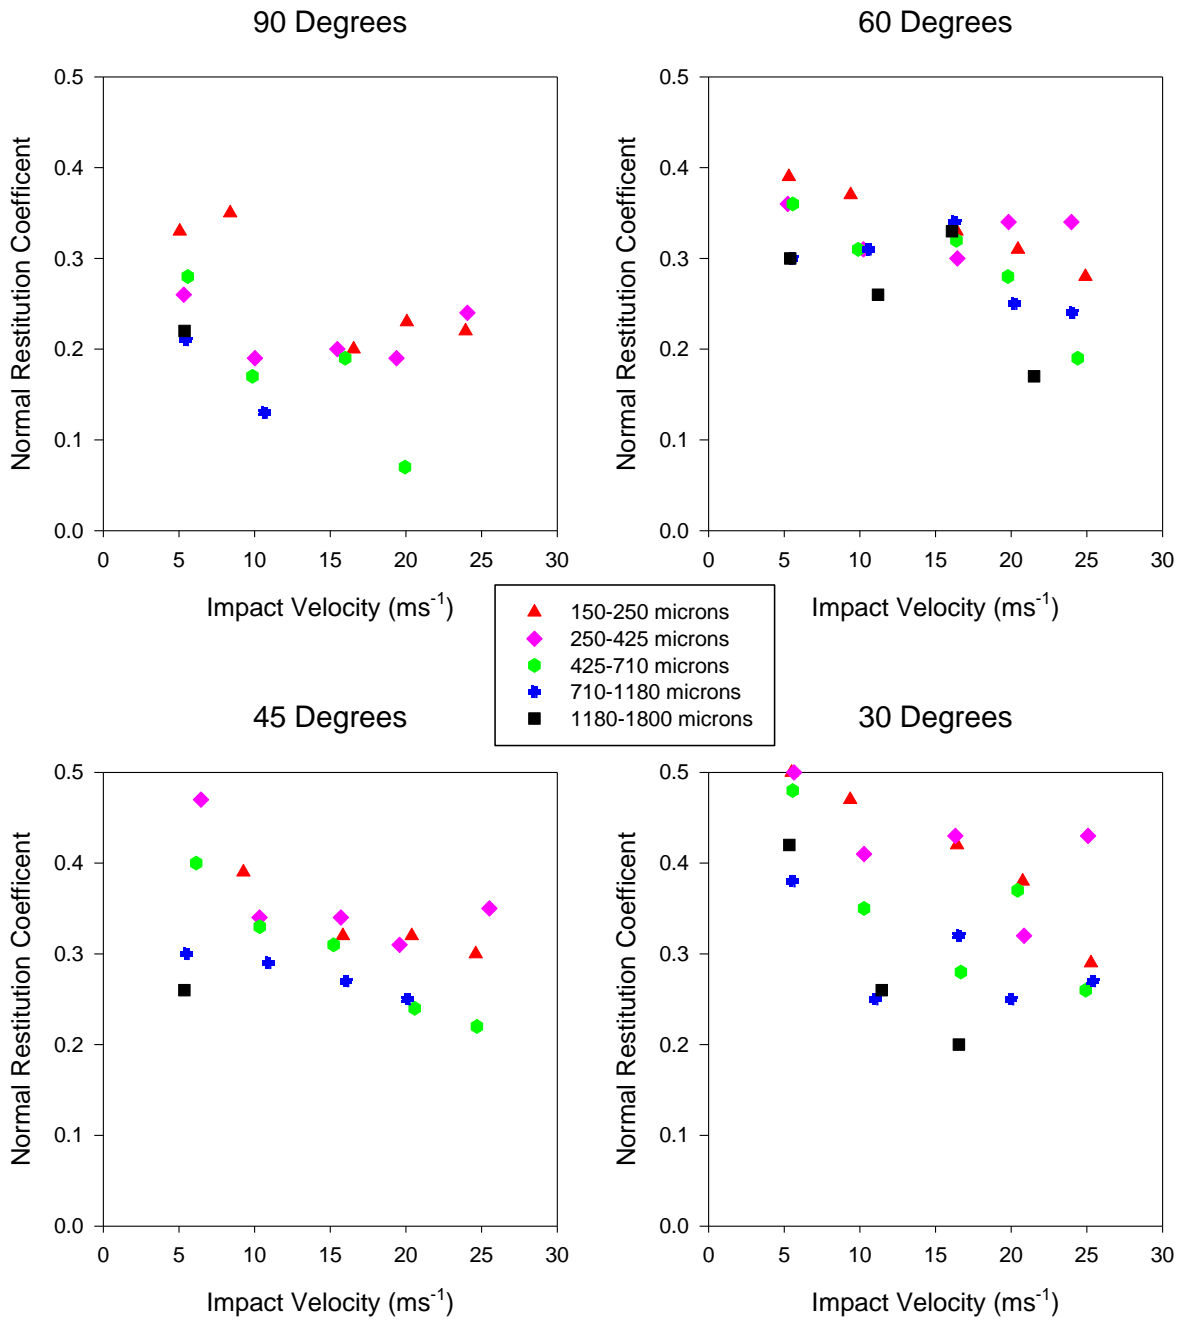 90 Degrees
0.5
0.4
0.3
0.2
0.1
0.0
0 5 10 15 20 25 30
Normal Restitution Coefficent
Impact Velocity (ms⁻¹)
60 Degrees
0.5
0.4
0.3
0.2
0.1
0.0
0 5 10 15 20 25 30
Normal Restitution Coefficent
Impact Velocity (ms⁻¹)
150-250 microns
250-425 microns
425-710 microns
710-1180 microns
1180-1800 microns
45 Degrees
0.5
0.4
0.3
0.2
0.1
0.0
0 5 10 15 20 25 30
Normal Restitution Coefficent
Impact Velocity (ms⁻¹)
30 Degrees
0.5
0.4
0.3
0.2
0.1
0.0
0 5 10 15 20 25 30
Normal Restitution Coefficent
Impact Velocity (ms⁻¹)